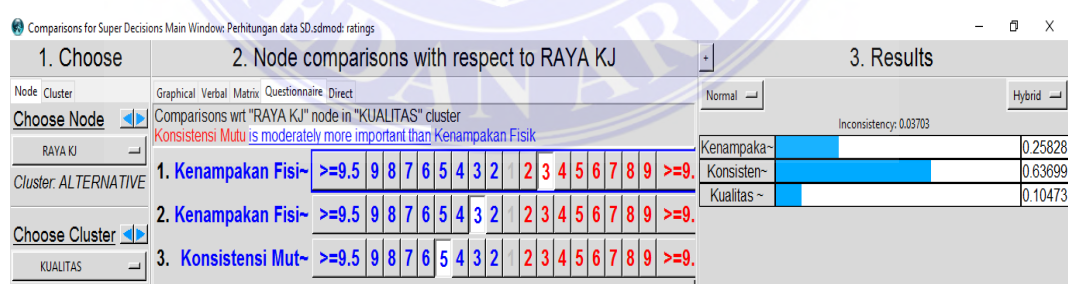 Comparisons for Super Decisions Main Window: Perhitungan data SD.sdmod: ratings
1. Choose
Node Cluster
Choose Node
RAYA KJ
Cluster: ALTERNATIVE
Choose Cluster
KUALITAS
2. Node comparisons with respect to RAYA KJ
Graphical Verbal Matrix Questionnaire Direct
Comparisons wrt "RAYA KJ" node in "KUALITAS" cluster
Konsistensi Mutu is moderately more important than Kenampakan Fisik
1. Kenampakan Fisi~ >=9.5 9 8 7 6 5 4 3 2 1 2 3 4 5 6 7 8 9 >=9.
2. Kenampakan Fisi~ >=9.5 9 8 7 6 5 4 3 2 1 2 3 4 5 6 7 8 9 >=9.
3. Konsistensi Mut~ >=9.5 9 8 7 6 5 4 3 2 1 2 3 4 5 6 7 8 9 >=9.
+ 3. Results
Normal Hybrid
Inconsistency: 0.03703
Kenampaka~ 0.25828
Konsisten~ 0.63699
Kualitas ~ 0.10473